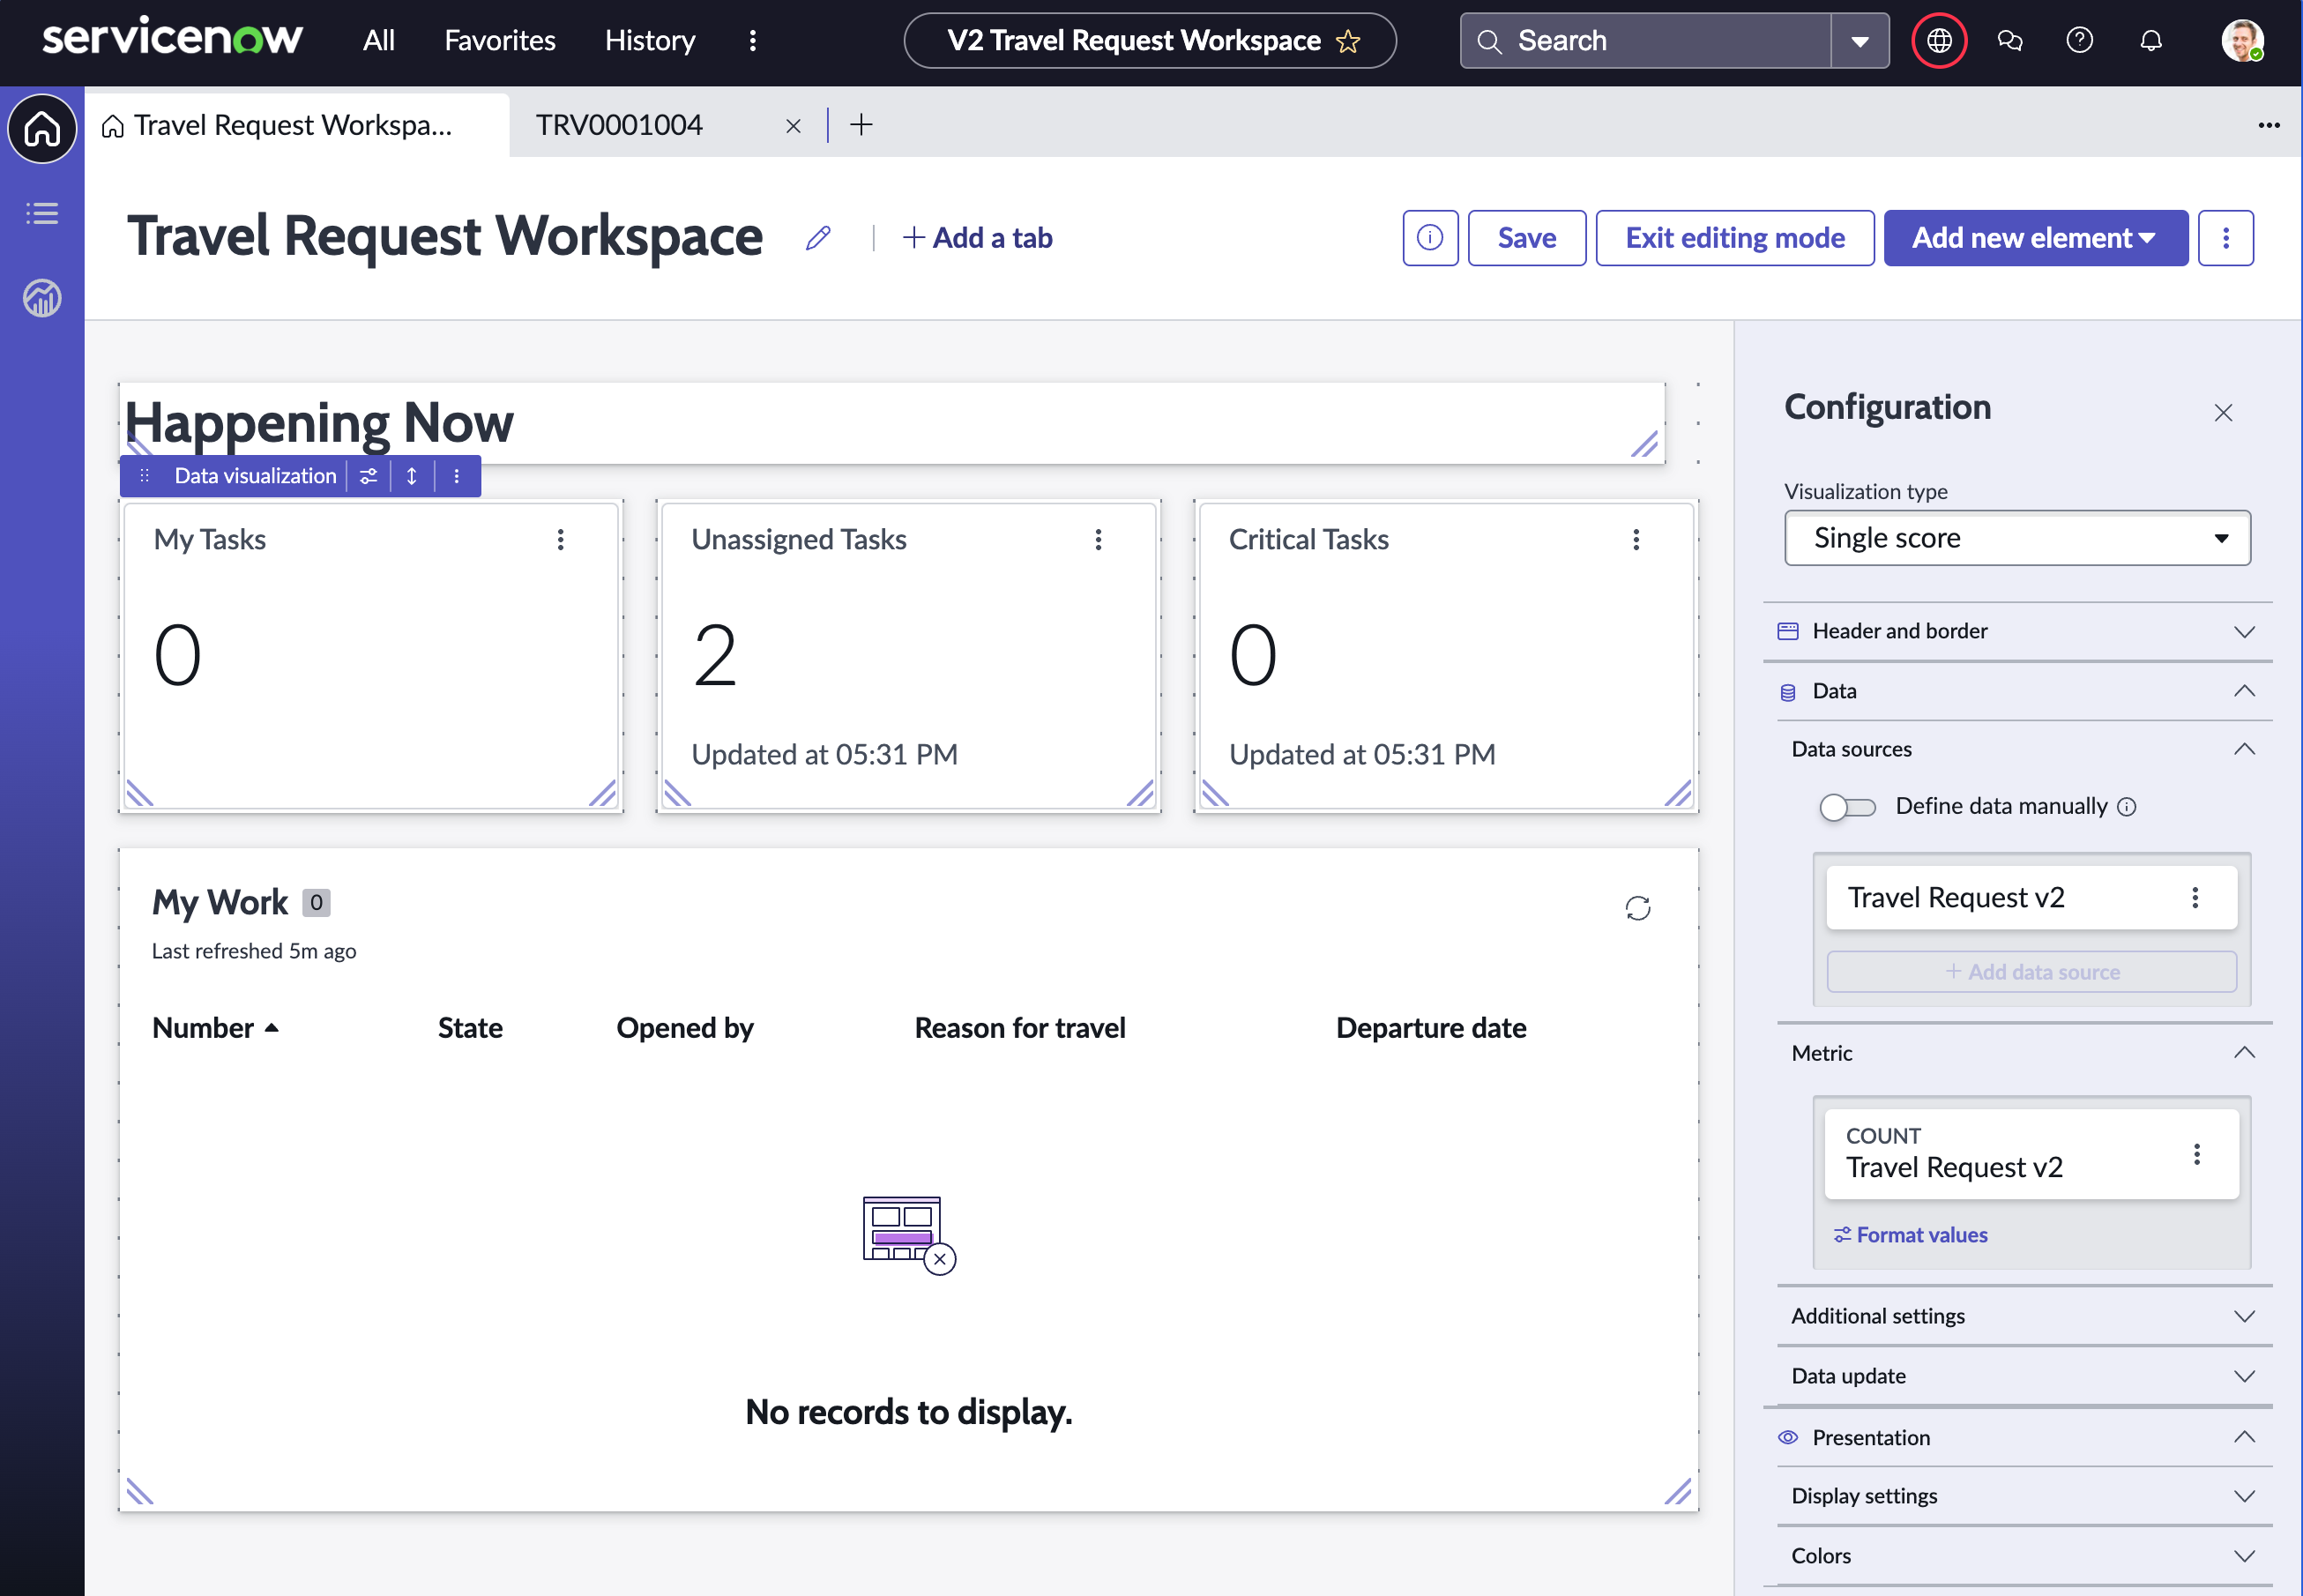 servicenow All Favorites History V2 Travel Request Workspace Search
Travel Request Workspa... TRV0001004
Travel Request Workspace Add a tab Save Exit editing mode Add new element
Happening Now
Data visualization
My Tasks
0
Unassigned Tasks
2
Updated at 05:31 PM
Critical Tasks
0
Updated at 05:31 PM
My Work 0
Last refreshed 5m ago
Number State Opened by Reason for travel Departure date
No records to display.
Configuration
Visualization type
Single score
Header and border
Data
Data sources
Define data manually
Travel Request v2
+ Add data source
Metric
COUNT
Travel Request v2
Format values
Additional settings
Data update
Presentation
Display settings
Colors